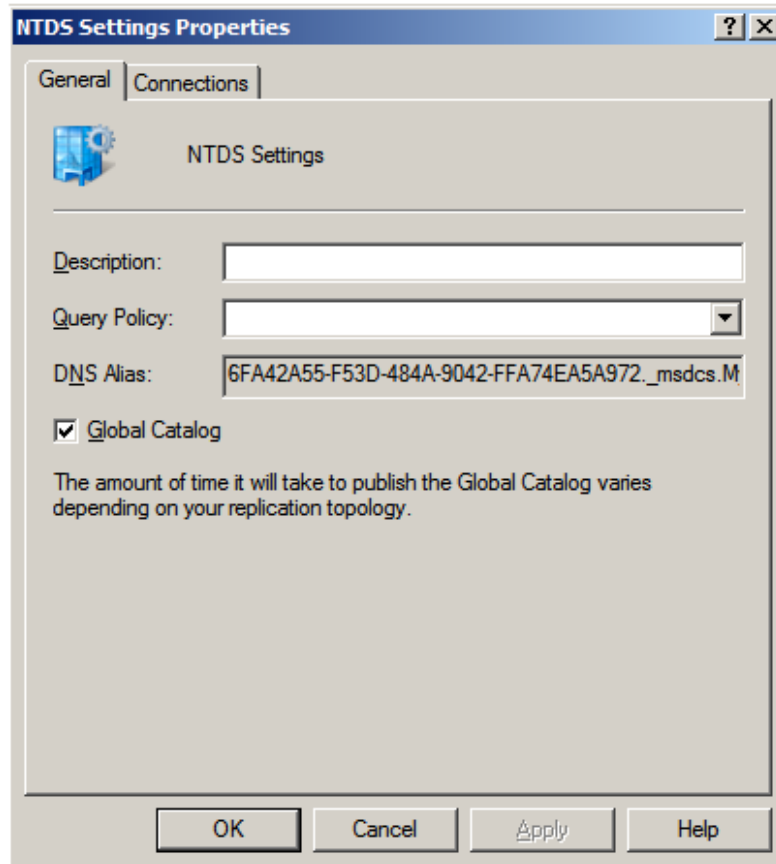 NTDS Settings Properties
General Connections
NTDS Settings
Description:
Query Policy:
DNS Alias: 6FA42A55-F53D-484A-9042-FFA74EA5A972._msdcs.M
Global Catalog
The amount of time it will take to publish the Global Catalog varies
depending on your replication topology.
OK Cancel Apply Help